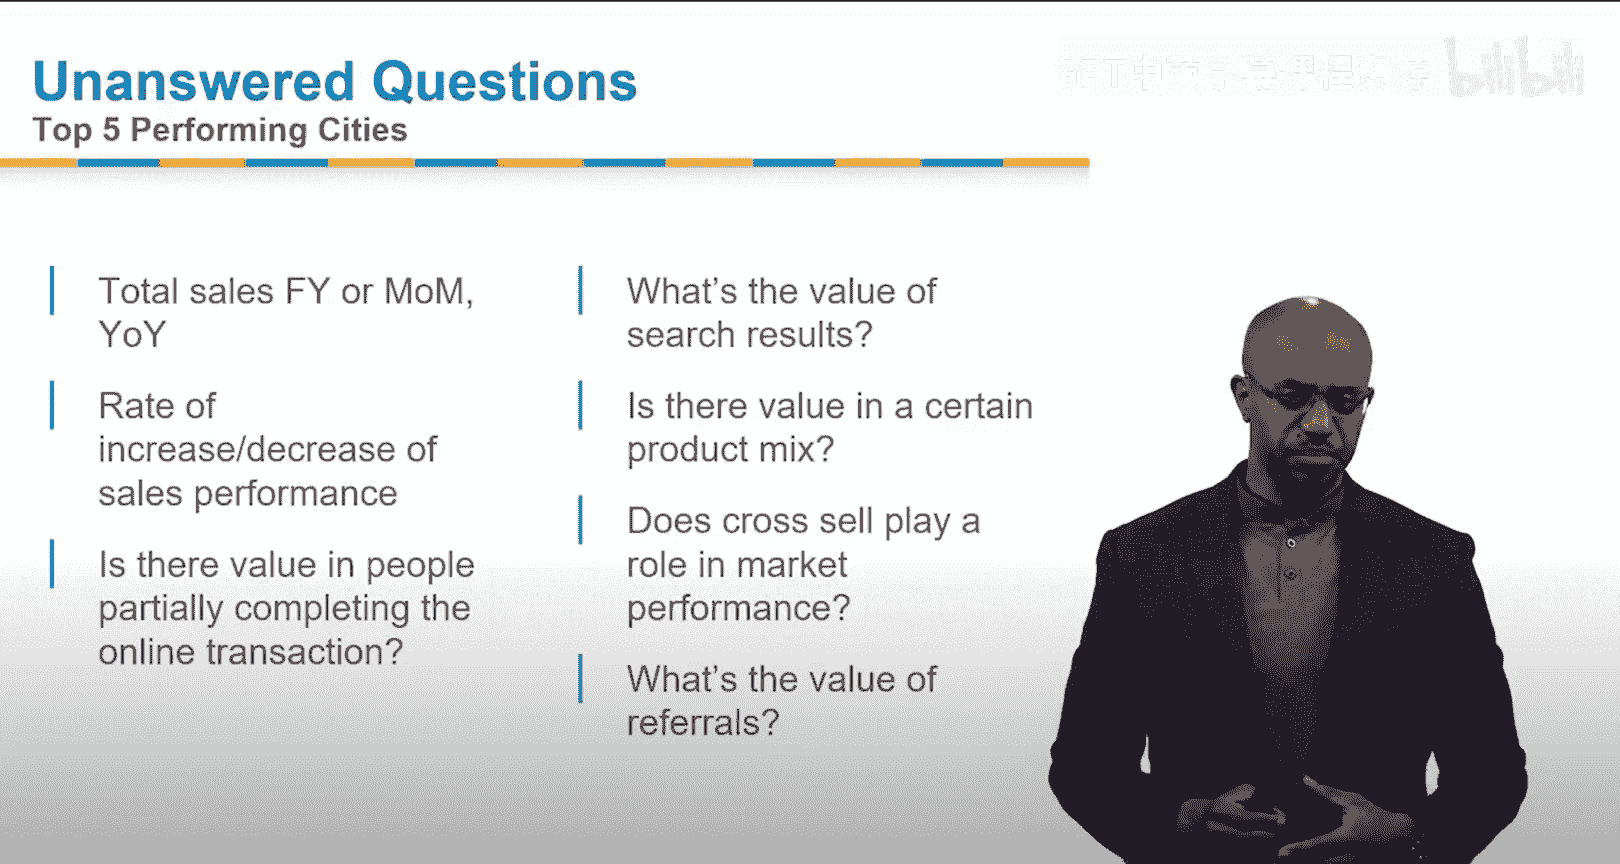 bilibili
Unanswered Questions
Top 5 Performing Cities
Total sales FY or MoM,
YoY
Rate of
increase/decrease of
sales performance
Is there value in people
partially completing the
online transaction?
What’s the value of
search results?
Is there value in a certain
product mix?
Does cross sell play a
role in market
performance?
What’s the value of
referrals?